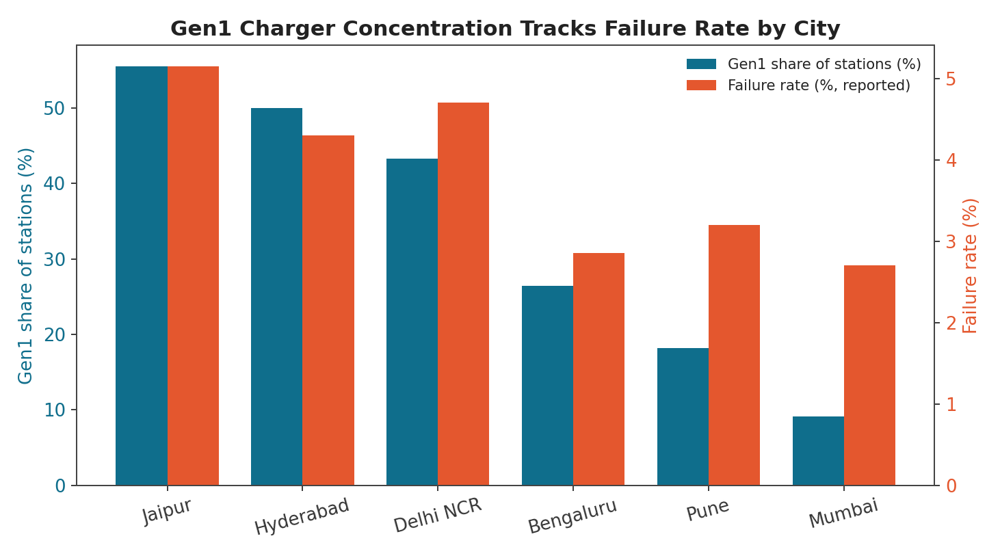 Gen1 Charger Concentration Tracks Failure Rate by City
Gen1 share of stations (%)
Failure rate (%, reported)
Gen1 share of stations (%)
50
40
30
20
10
0
5
4
3
2
1
0
Failure rate (%)
Jaipur
Hyderabad
Delhi NCR
Bengaluru
Pune
Mumbai